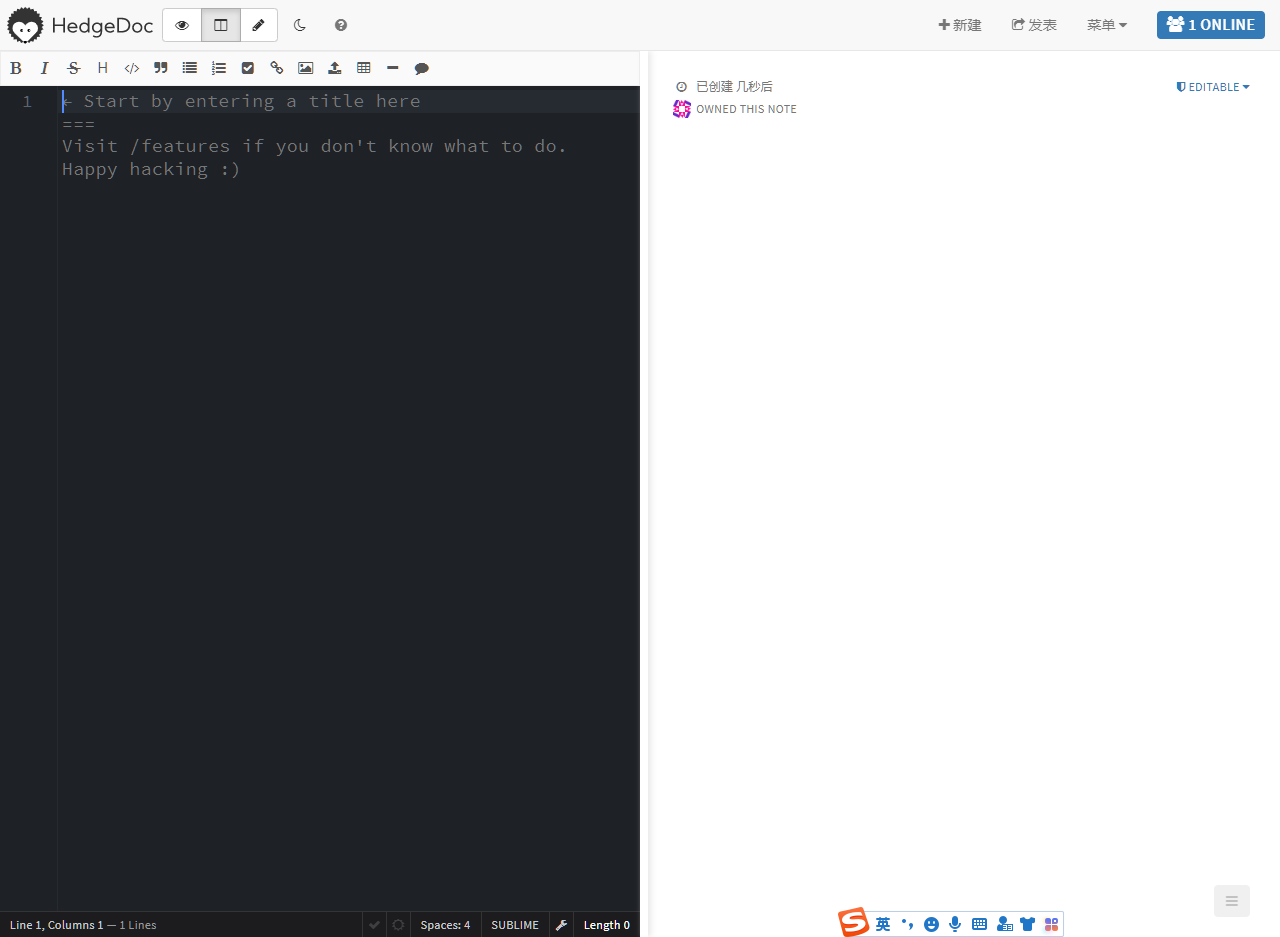 HedgeDoc
新建
发表
菜单
1 ONLINE
B I S H </>
1
← Start by entering a title here
===
Visit /features if you don't know what to do.
Happy hacking :)
已创建 几秒后
EDITABLE
OWNED THIS NOTE
Line 1, Columns 1 — 1 Lines
Spaces: 4
SUBLIME
Length 0
S 英